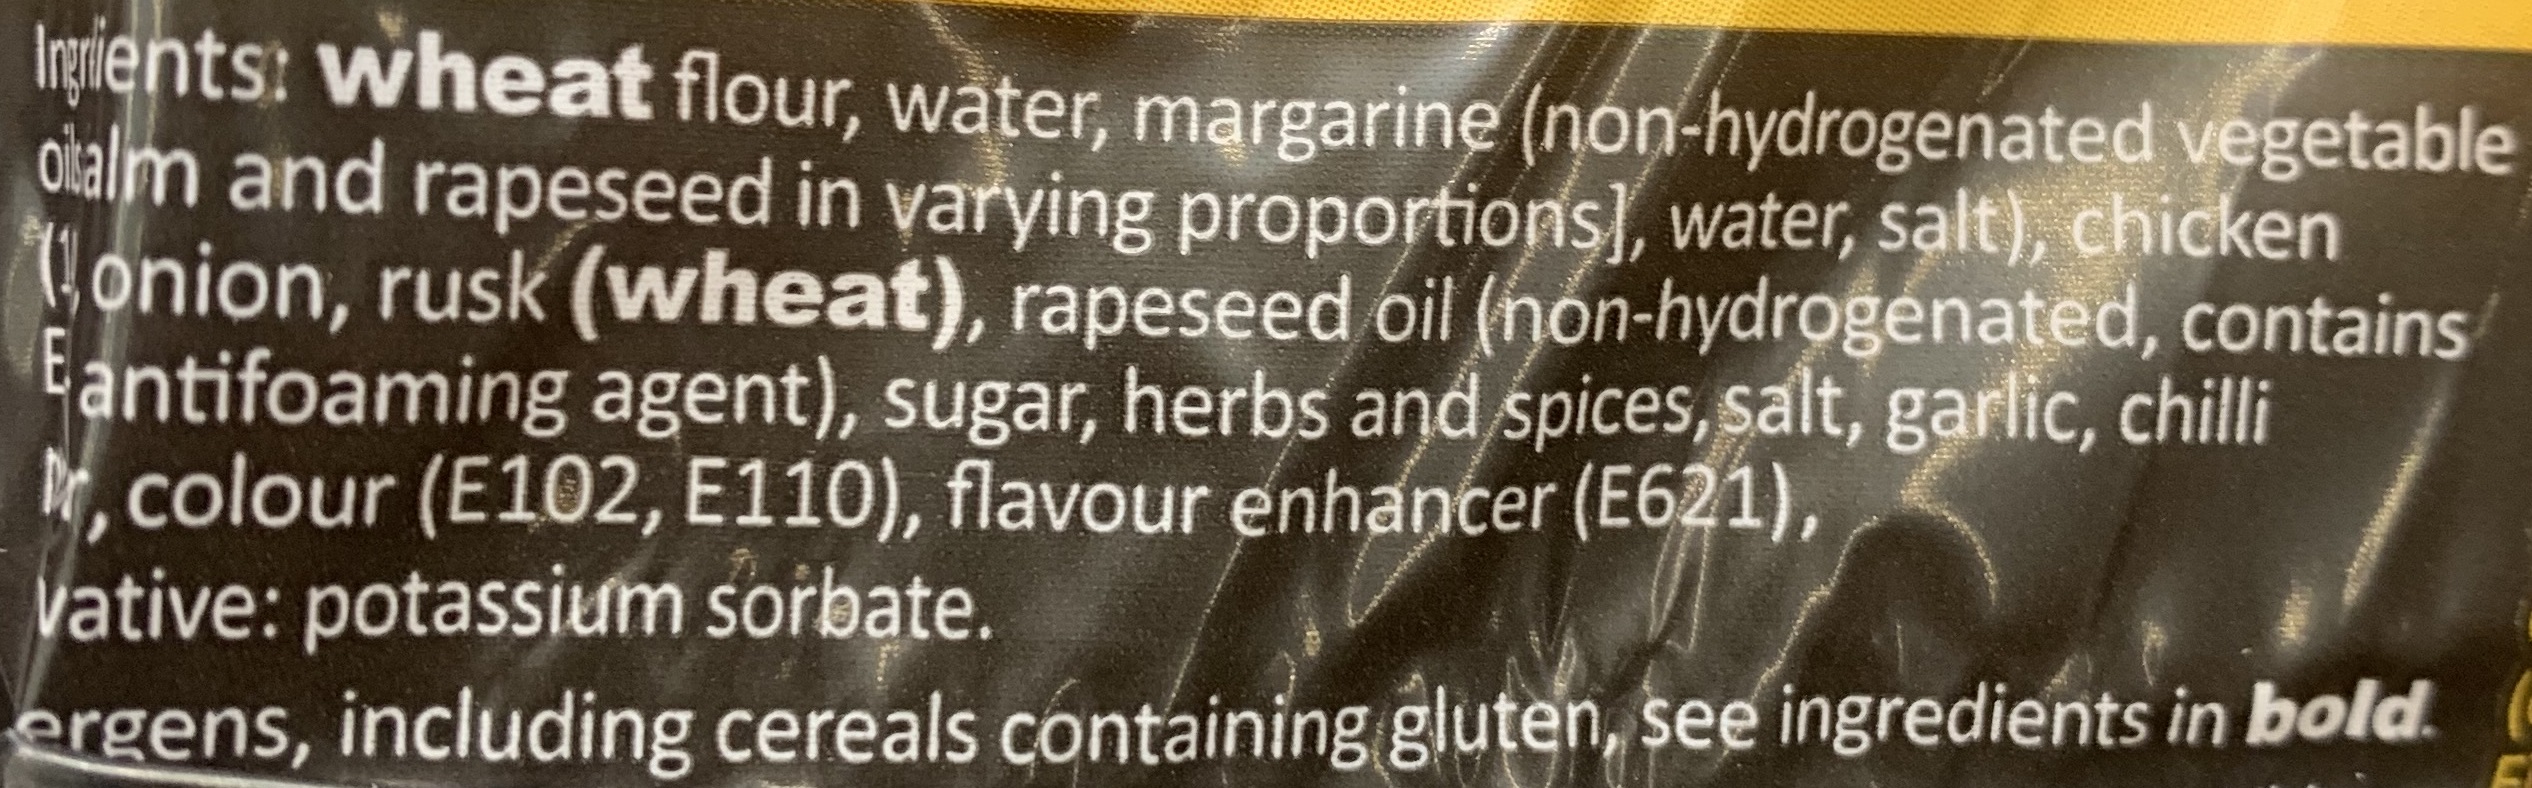 wheat flour, water, margarine (non-hydrogenated vegetable
and rapeseed in varying proportions], water, salt), chicken
onion, rusk (wheat), rapeseed oil (non-hydrogenated, contains
antifoaming agent), sugar, herbs and spices, salt, garlic, chilli
, colour (E102, E110), flavour enhancer (E621),
vative: potassium sorbate.
ergens, including cereals containing gluten, see ingredients in bold.